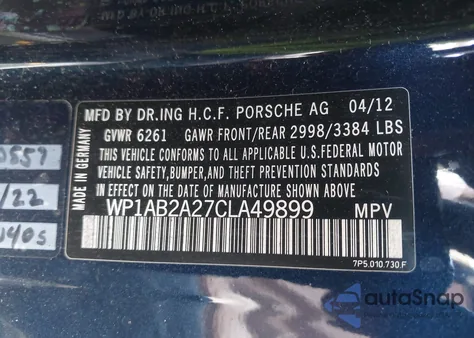 MFD BY DR.ING H.C.F. PORSCHE AG 04/12
GVWR 6261 GAWR FRONT/REAR 2998/3384 LBS
THIS VEHICLE CONFORMS TO ALL APPLICABLE U.S.FEDERAL MOTOR
VEHICLE SAFETY,BUMPER,AND THEFT PREVENTION STANDARDS IN
EFFECT ON THE DATE OF MANUFACTURE SHOWN ABOVE.
WP1AB2A27CLA49899 MPV
7P5.010.730.F
MADE IN GERMANY
/22
autoSnap